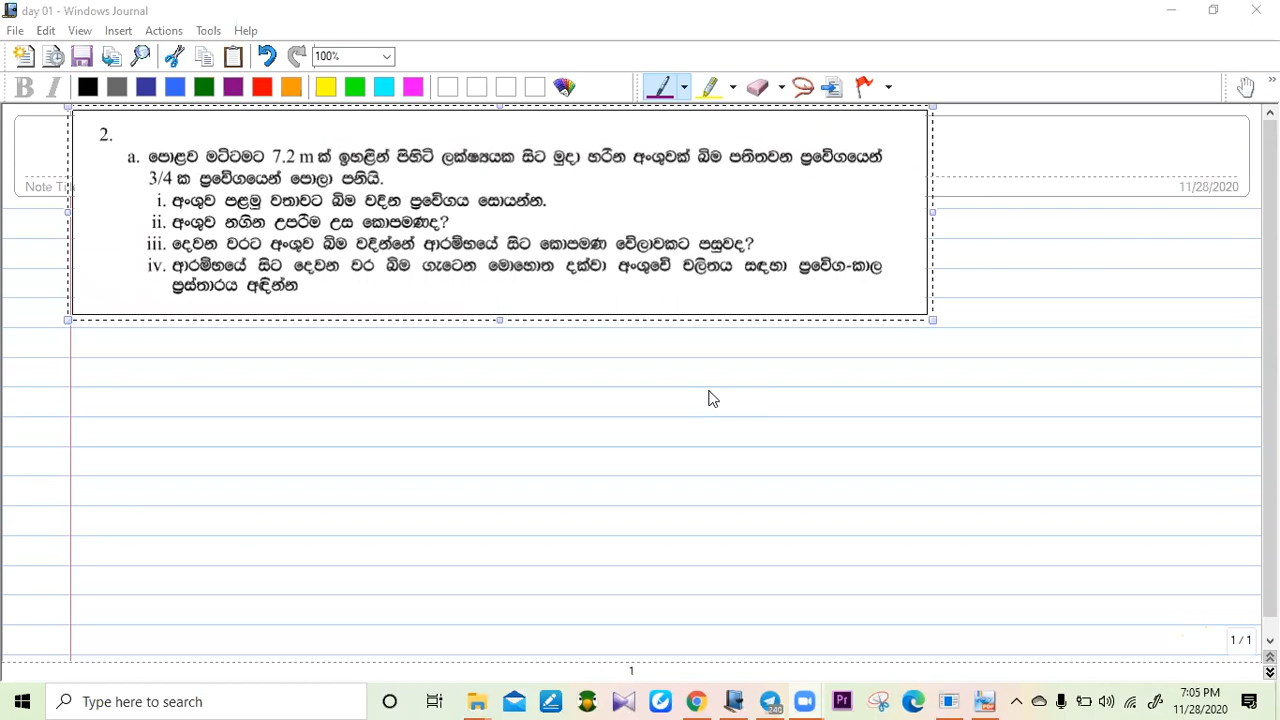 day 01 - Windows Journal
File Edit View Insert Actions Tools Help
100%
B I
Note Tit
11/28/2020
2.
a. පොළව මට්ටමට 7.2 m ක් ඉහළින් පිහිටි ලක්ෂ්‍යයක සිට මුදා හරින අංශුවක් බිම පතිතවන ප්‍රවේගයෙන්
3/4 ක ප්‍රවේගයෙන් පොලා පනියි.
i. අංශුව පළමු වතාවට බිම වදින ප්‍රවේගය සොයන්න.
ii. අංශුව නගින උපරිම උස කොපමණද?
iii. දෙවන වරට අංශුව බිම වදින්නේ ආරම්භයේ සිට කොපමණ වේලාවකට පසුවද?
iv. ආරම්භයේ සිට දෙවන වර බිම ගැටෙන මොහොත දක්වා අංශුවේ චලිතය සඳහා ප්‍රවේග-කාල
ප්‍රස්තාරය අඳින්න
1 / 1
1
Type here to search
240
Pr
7:05 PM
11/28/2020